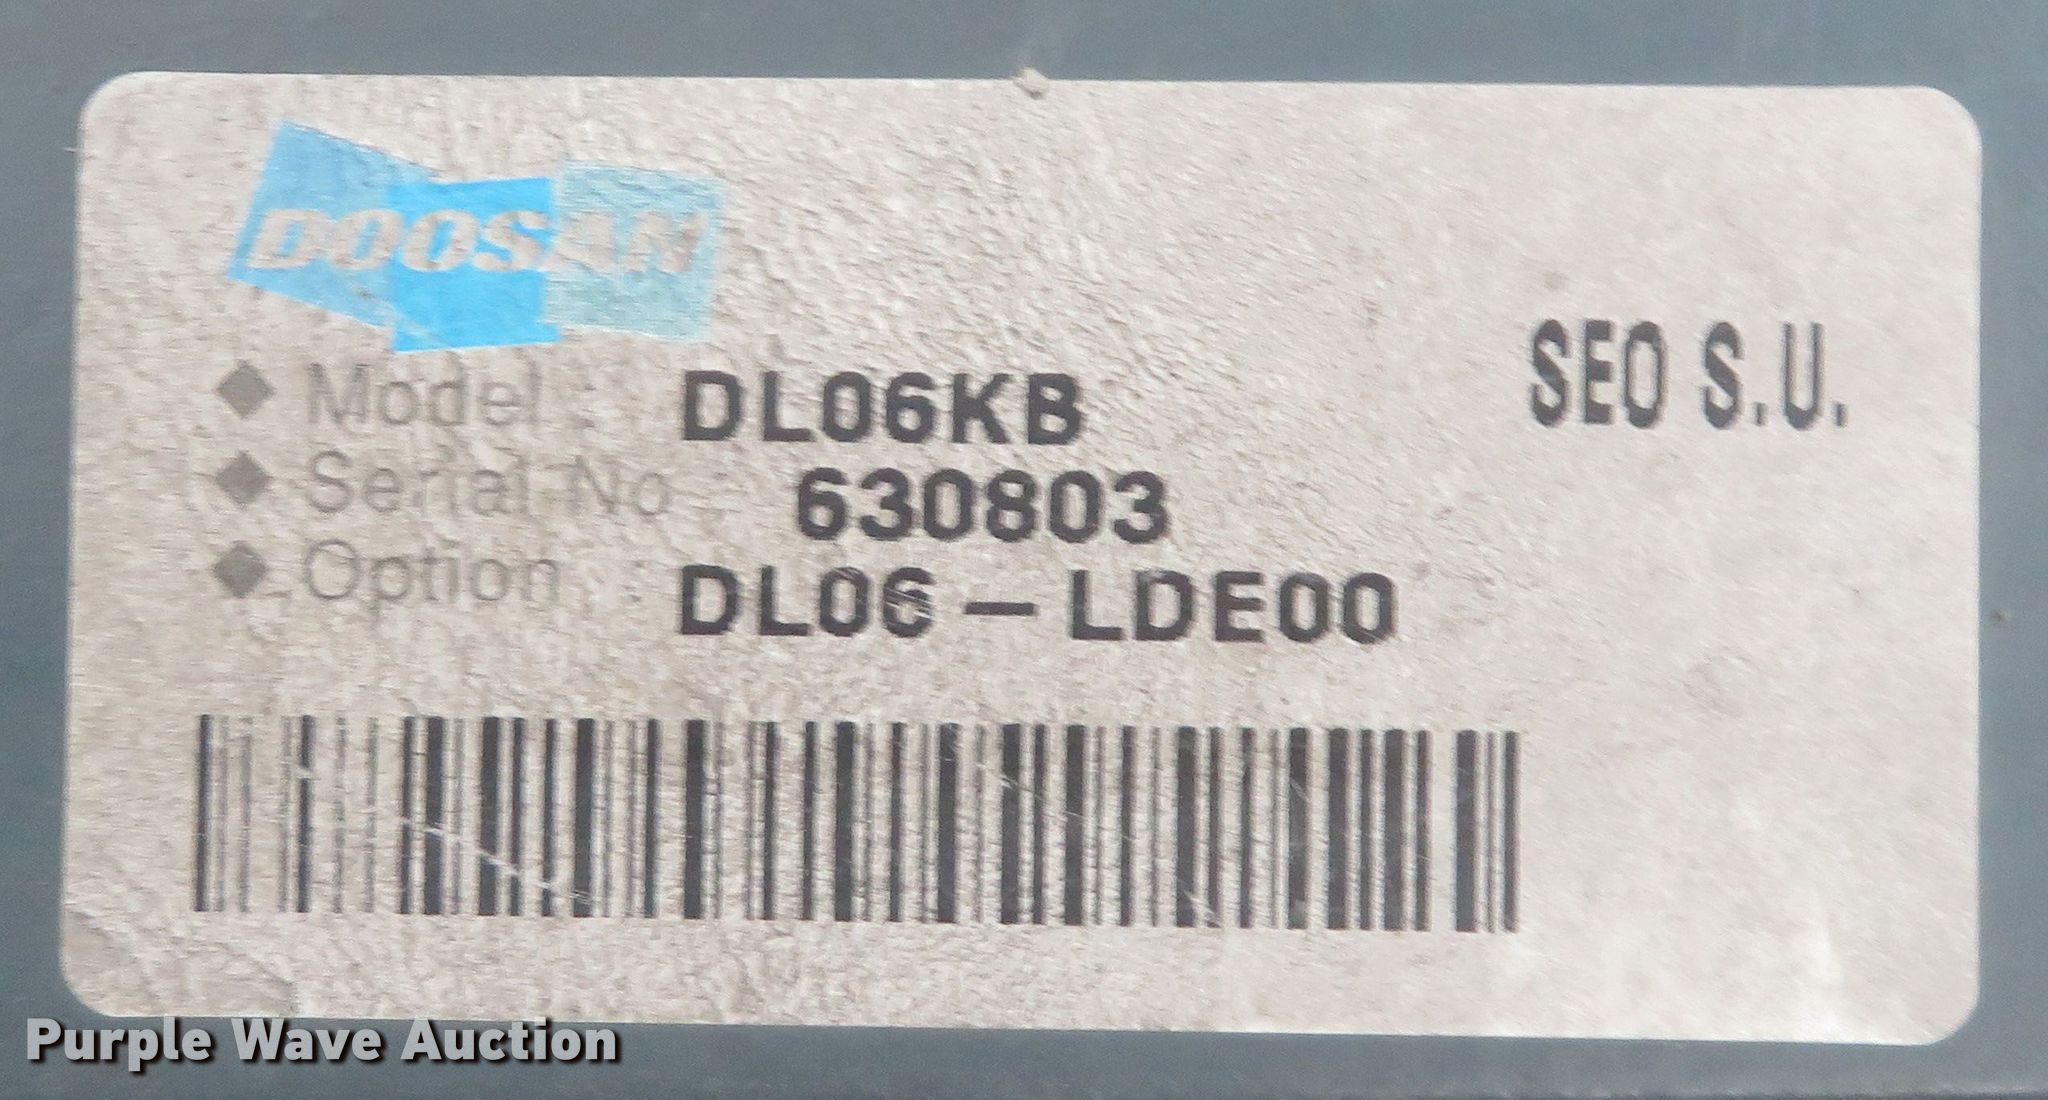 DOOSAN
Model : DL06KB
SEO S.U.
Serial No 630803
Option DL06-LDE00
Purple Wave Auction